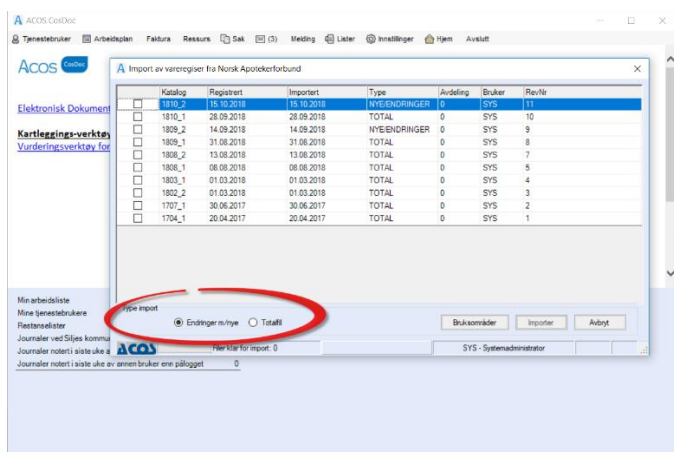 ACOS CosDoc
Tjenestebruker Arbeidsplan Faktura Ressurs Sak (3) Melding Lister Innstillinger Hjem Avslutt
ACOS CosDoc
Elektronisk Dokument
Kartleggings-verktøy
Vurderingsverktøy for
Import av vareregiser fra Norsk Apotekerforbund
Katalog Registrert Importert Type Avdeling Bruker RevNr
1810_2 15.10.2018 15.10.2018 NYE/ENDRINGER 0 SYS 11
1810_1 28.09.2018 28.09.2018 TOTAL 0 SYS 10
1809_2 14.09.2018 14.09.2018 NYE/ENDRINGER 0 SYS 9
1809_1 31.08.2018 31.08.2018 TOTAL 0 SYS 8
1808_2 13.08.2018 13.08.2018 TOTAL 0 SYS 7
1808_1 08.08.2018 08.08.2018 TOTAL 0 SYS 5
1803_1 01.03.2018 01.03.2018 TOTAL 0 SYS 4
1802_2 01.03.2018 01.03.2018 TOTAL 0 SYS 3
1707_1 30.06.2017 30.06.2017 TOTAL 0 SYS 2
1704_1 20.04.2017 20.04.2017 TOTAL 0 SYS 1
Type import
Endringer m/nye Totalfil
Bruksområder Importer Avbryt
ACOS Filer klar for import: 0 SYS - Systemadministrator
Min arbeidsliste
Mine tjenestebrukere
Restanselister
Journaler ved Siljes kommu
Journaler notert i siste uke a
Journaler notert i siste uke av annen bruker enn pålogget 0